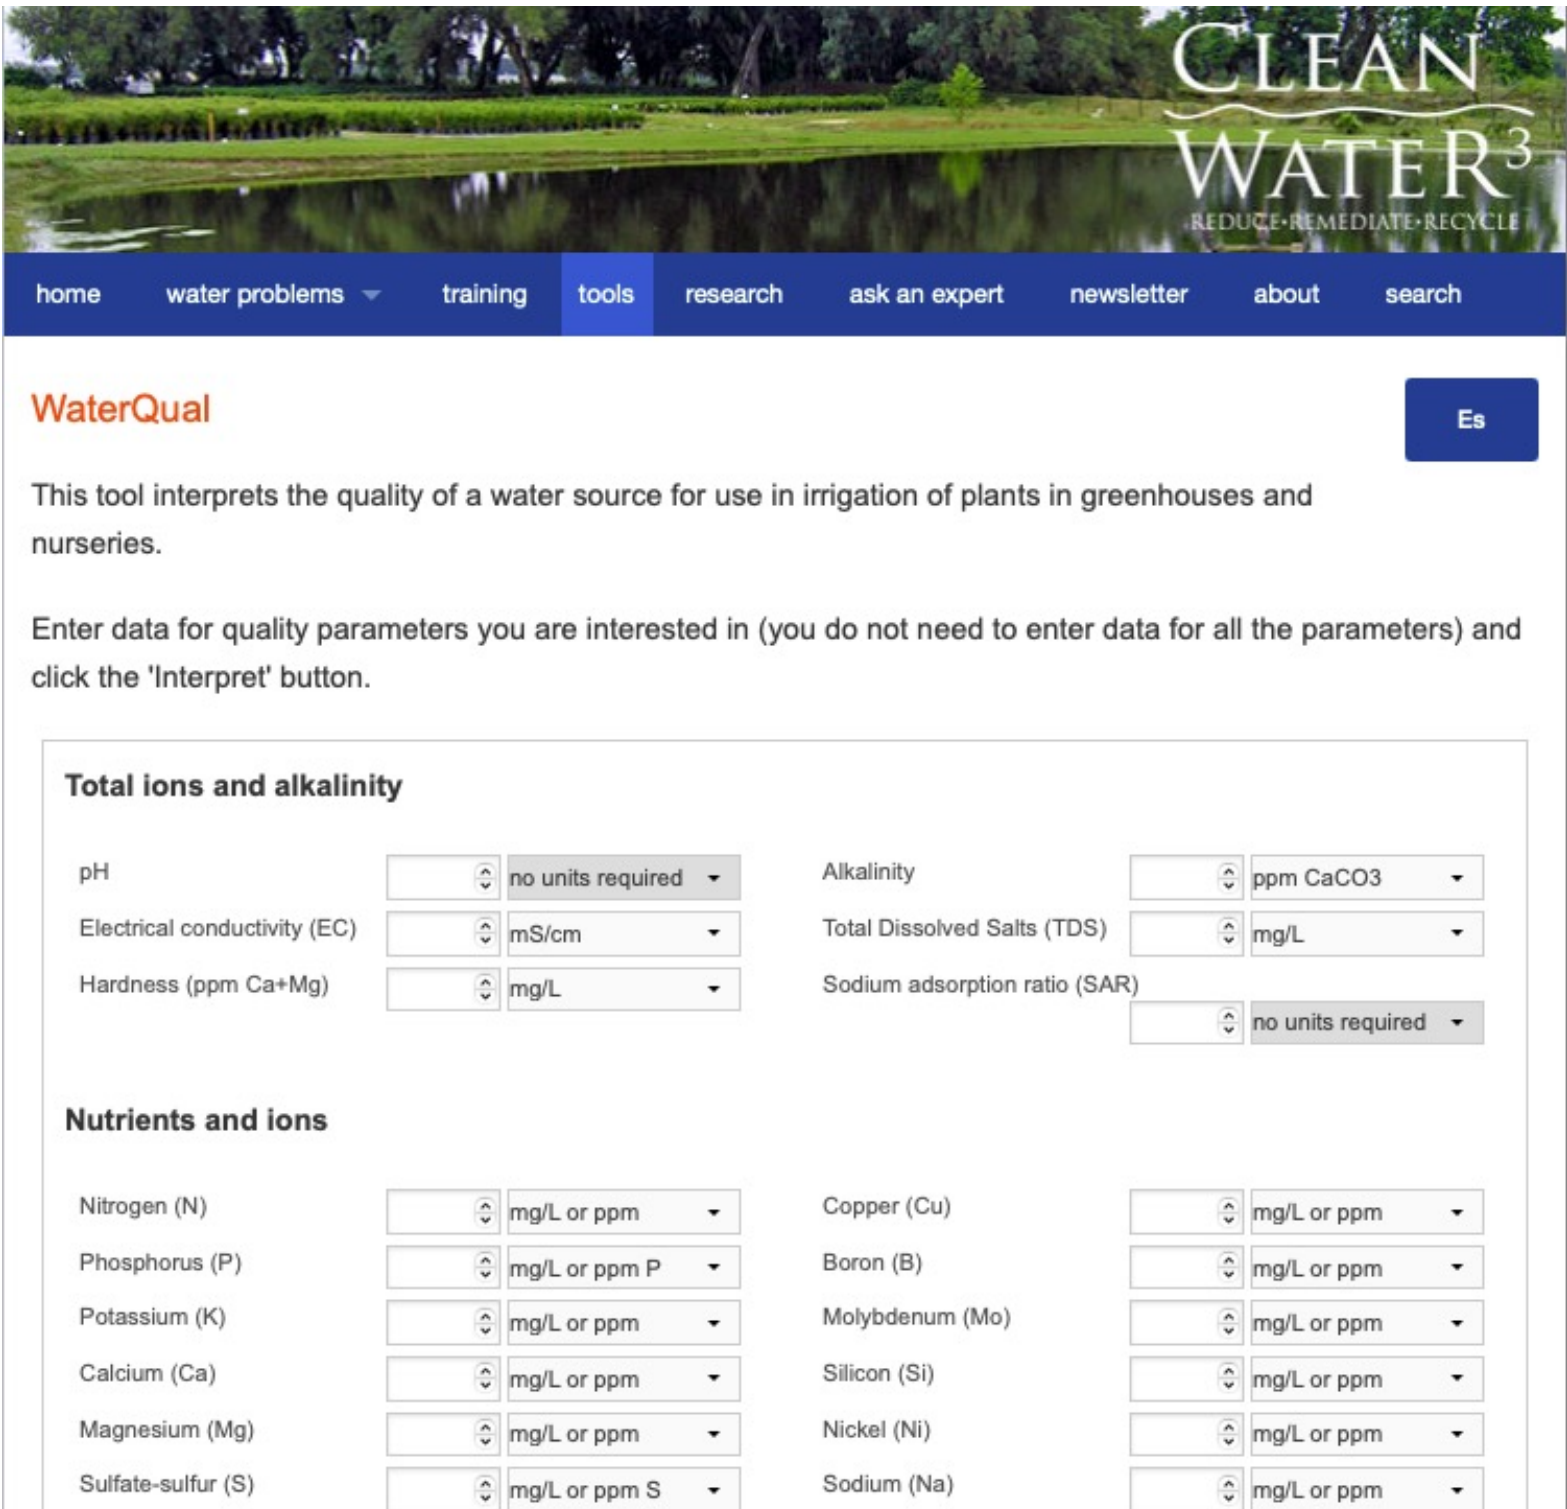 CLEAN
WATER3
REDUCE•REMEDIATE•RECYCLE
home water problems training tools research ask an expert newsletter about search
WaterQual
Es
This tool interprets the quality of a water source for use in irrigation of plants in greenhouses and
nurseries.
Enter data for quality parameters you are interested in (you do not need to enter data for all the parameters) and
click the 'Interpret' button.
Total ions and alkalinity
pH no units required Alkalinity ppm CaCO3
Electrical conductivity (EC) mS/cm Total Dissolved Salts (TDS) mg/L
Hardness (ppm Ca+Mg) mg/L Sodium adsorption ratio (SAR)
no units required
Nutrients and ions
Nitrogen (N) mg/L or ppm Copper (Cu) mg/L or ppm
Phosphorus (P) mg/L or ppm P Boron (B) mg/L or ppm
Potassium (K) mg/L or ppm Molybdenum (Mo) mg/L or ppm
Calcium (Ca) mg/L or ppm Silicon (Si) mg/L or ppm
Magnesium (Mg) mg/L or ppm Nickel (Ni) mg/L or ppm
Sulfate-sulfur (S) mg/L or ppm S Sodium (Na) mg/L or ppm